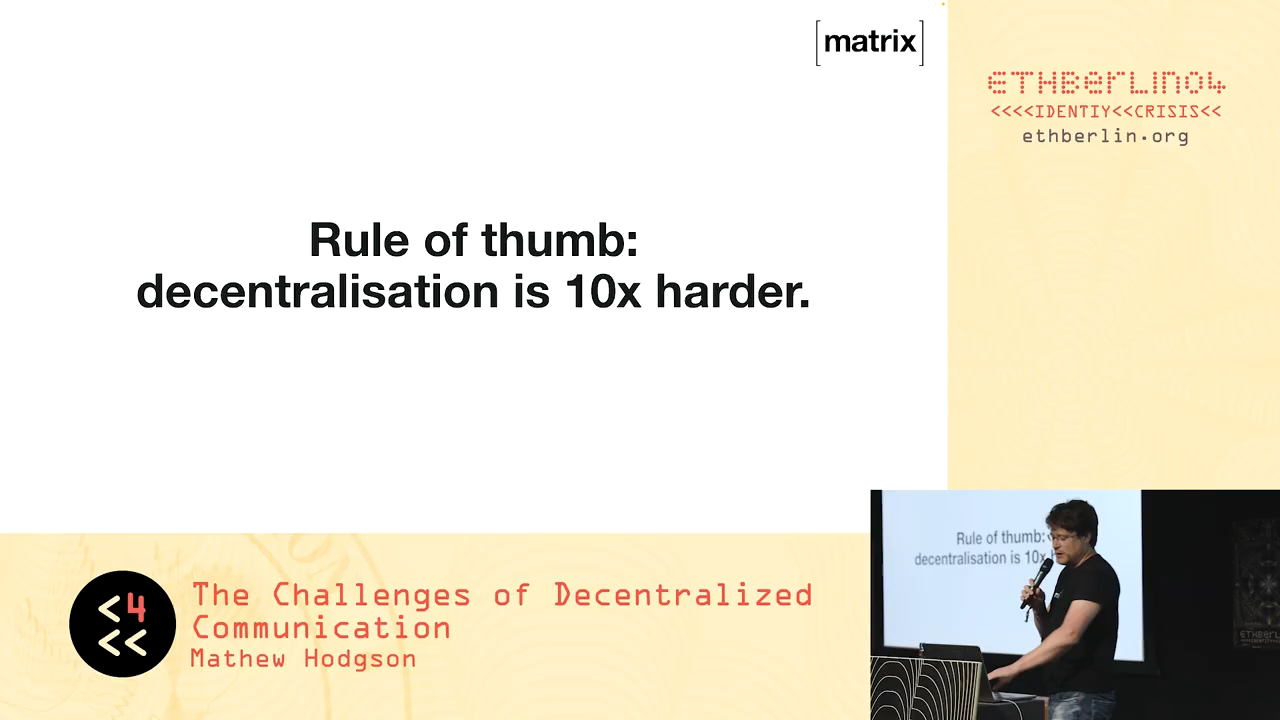 [matrix]
Rule of thumb:
decentralisation is 10x harder.
ETHBerlin04
<<<<IDENTIY<<CRISIS<<
ethberlin.org
<4
<<
The Challenges of Decentralized
Communication
Mathew Hodgson
Rule of thumb:
decentralisation is 10x